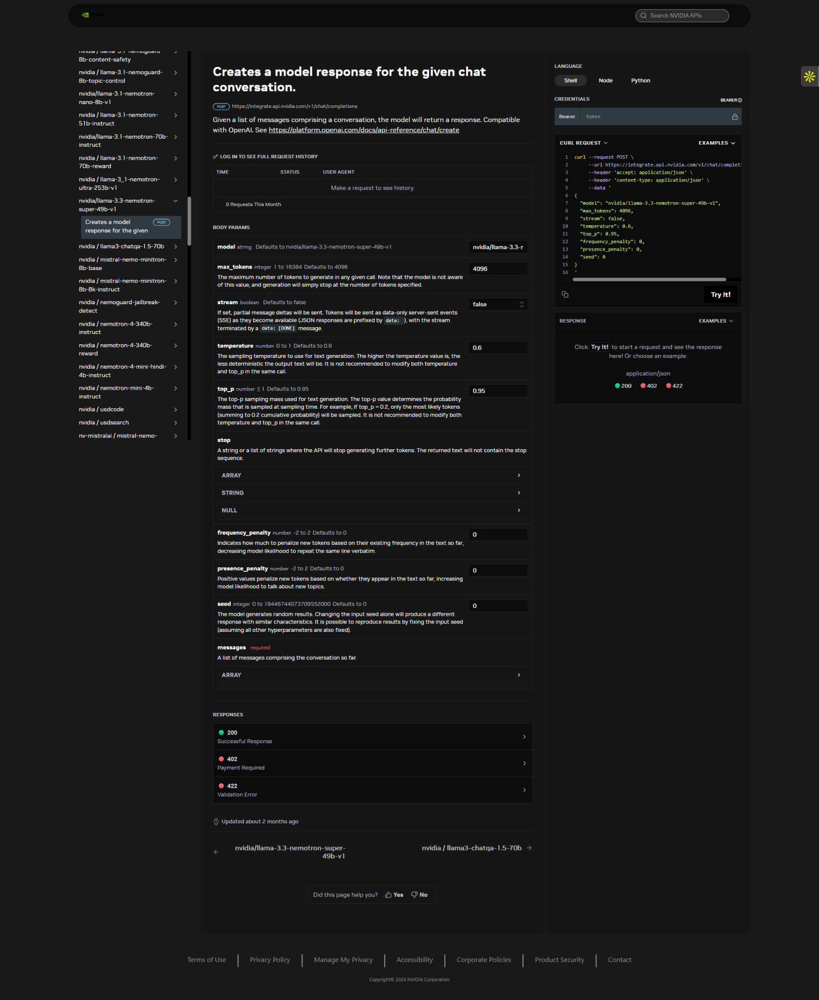 NVIDIA
Search NVIDIA APIs
nvidia / llama-3.1-nemoguard-
8b-content-safety
nvidia / llama-3.1-nemoguard-
8b-topic-control
nvidia/llama-3.1-nemotron-
nano-8b-v1
nvidia / llama-3.1-nemotron-
51b-instruct
nvidia/llama-3.1-nemotron-70b-
instruct
nvidia / llama-3.1-nemotron-
70b-reward
nvidia / llama-3_1-nemotron-
ultra-253b-v1
nvidia/llama-3.3-nemotron-
super-49b-v1
Creates a model POST
response for the given
nvidia / llama3-chatqa-1.5-70b
nvidia / mistral-nemo-minitron-
8b-base
nvidia / mistral-nemo-minitron-
8b-8k-instruct
nvidia / nemoguard-jailbreak-
detect
nvidia / nemotron-4-340b-
instruct
nvidia / nemotron-4-340b-
reward
nvidia / nemotron-4-mini-hindi-
4b-instruct
nvidia / nemotron-mini-4b-
instruct
nvidia / usdcode
nvidia / usdsearch
nv-mistralai / mistral-nemo-
Creates a model response for the given chat
conversation.
POST https://integrate.api.nvidia.com/v1/chat/completions
Given a list of messages comprising a conversation, the model will return a response. Compatible
with OpenAI. See https://platform.openai.com/docs/api-reference/chat/create
LOG IN TO SEE FULL REQUEST HISTORY
TIME STATUS USER AGENT
Make a request to see history.
0 Requests This Month
BODY PARAMS
model string Defaults to nvidia/llama-3.3-nemotron-super-49b-v1 nvidia/llama-3.3-r
max_tokens integer 1 to 16384 Defaults to 4096 4096
The maximum number of tokens to generate in any given call. Note that the model is not aware
of this value, and generation will simply stop at the number of tokens specified.
stream boolean Defaults to false false
If set, partial message deltas will be sent. Tokens will be sent as data-only server-sent events
(SSE) as they become available (JSON responses are prefixed by data: ), with the stream
terminated by a data: [DONE] message.
temperature number 0 to 1 Defaults to 0.6 0.6
The sampling temperature to use for text generation. The higher the temperature value is, the
less deterministic the output text will be. It is not recommended to modify both temperature
and top_p in the same call.
top_p number ≤ 1 Defaults to 0.95 0.95
The top-p sampling mass used for text generation. The top-p value determines the probability
mass that is sampled at sampling time. For example, if top_p = 0.2, only the most likely tokens
(summing to 0.2 cumulative probability) will be sampled. It is not recommended to modify both
temperature and top_p in the same call.
stop
A string or a list of strings where the API will stop generating further tokens. The returned text will not contain the stop
sequence.
ARRAY
STRING
NULL
frequency_penalty number -2 to 2 Defaults to 0 0
Indicates how much to penalize new tokens based on their existing frequency in the text so far,
decreasing model likelihood to repeat the same line verbatim.
presence_penalty number -2 to 2 Defaults to 0 0
Positive values penalize new tokens based on whether they appear in the text so far, increasing
model likelihood to talk about new topics.
seed integer 0 to 18446744073709552000 Defaults to 0 0
The model generates random results. Changing the input seed alone will produce a different
response with similar characteristics. It is possible to reproduce results by fixing the input seed
(assuming all other hyperparameters are also fixed).
messages required
A list of messages comprising the conversation so far.
ARRAY
RESPONSES
200
Successful Response
402
Payment Required
422
Validation Error
Updated about 2 months ago
nvidia/llama-3.3-nemotron-super-
49b-v1
nvidia / llama3-chatqa-1.5-70b
Did this page help you? Yes No
LANGUAGE
Shell Node Python
CREDENTIALS BEARER
Bearer token
CURL REQUEST EXAMPLES
1 curl --request POST \
2 --url https://integrate.api.nvidia.com/v1/chat/completi
3 --header 'accept: application/json' \
4 --header 'content-type: application/json' \
5 --data '
6 {
7 "model": "nvidia/llama-3.3-nemotron-super-49b-v1",
8 "max_tokens": 4096,
9 "stream": false,
10 "temperature": 0.6,
11 "top_p": 0.95,
12 "frequency_penalty": 0,
13 "presence_penalty": 0,
14 "seed": 0
15 }
16 '
Try It!
RESPONSE EXAMPLES
Click Try It! to start a request and see the response
here! Or choose an example:
application/json
200 402 422
Terms of Use | Privacy Policy | Manage My Privacy | Accessibility | Corporate Policies | Product Security | Contact
Copyright© 2024 NVIDIA Corporation